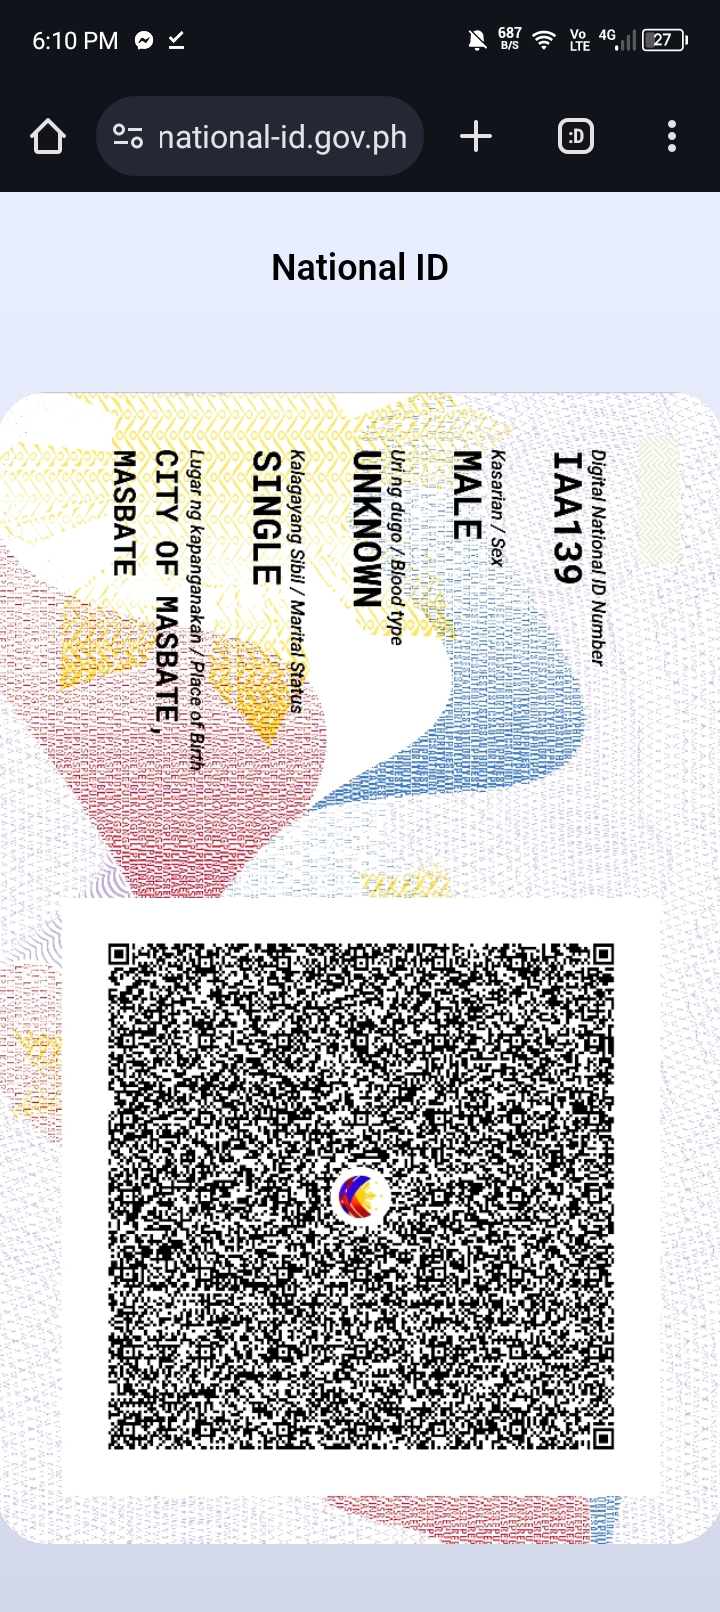 6:10 PM
687
B/S
Vo
LTE
4G
27
national-id.gov.ph
:D
National ID
Digital National ID Number
IAA139
Kasarian / Sex
MALE
Uri ng dugo / Blood type
UNKNOWN
Kalagayang Sibil / Marital Status
SINGLE
Lugar ng kapanganakan / Place of Birth
CITY OF MASBATE,
MASBATE